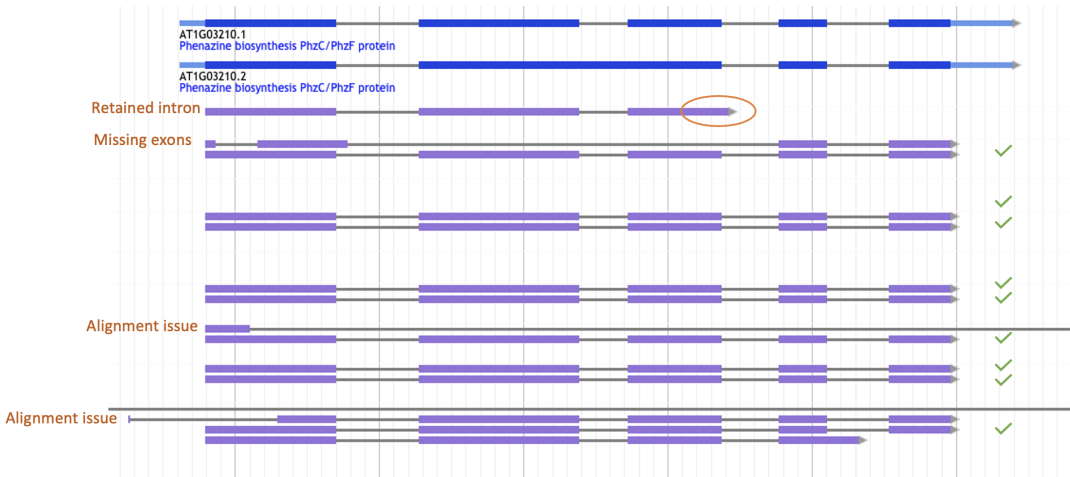 AT1G03210.1
Phenazine biosynthesis PhzC/PhzF protein
AT1G03210.2
Phenazine biosynthesis PhzC/PhzF protein
Retained intron
Missing exons
Alignment issue
Alignment issue